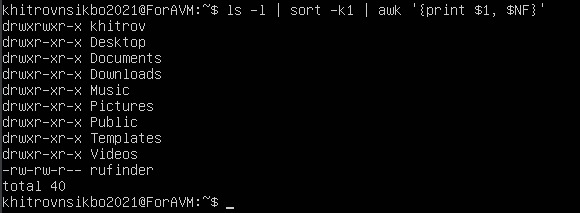 khitrovnsikbo2021@ForAVM:~$ ls -l | sort -k1 | awk '{print $1, $NF}'
drwxrwxr-x khitrov
drwxr-xr-x Desktop
drwxr-xr-x Documents
drwxr-xr-x Downloads
drwxr-xr-x Music
drwxr-xr-x Pictures
drwxr-xr-x Public
drwxr-xr-x Templates
drwxr-xr-x Videos
-rw-rw-r-- rufinder
total 40
khitrovnsikbo2021@ForAVM:~$ _